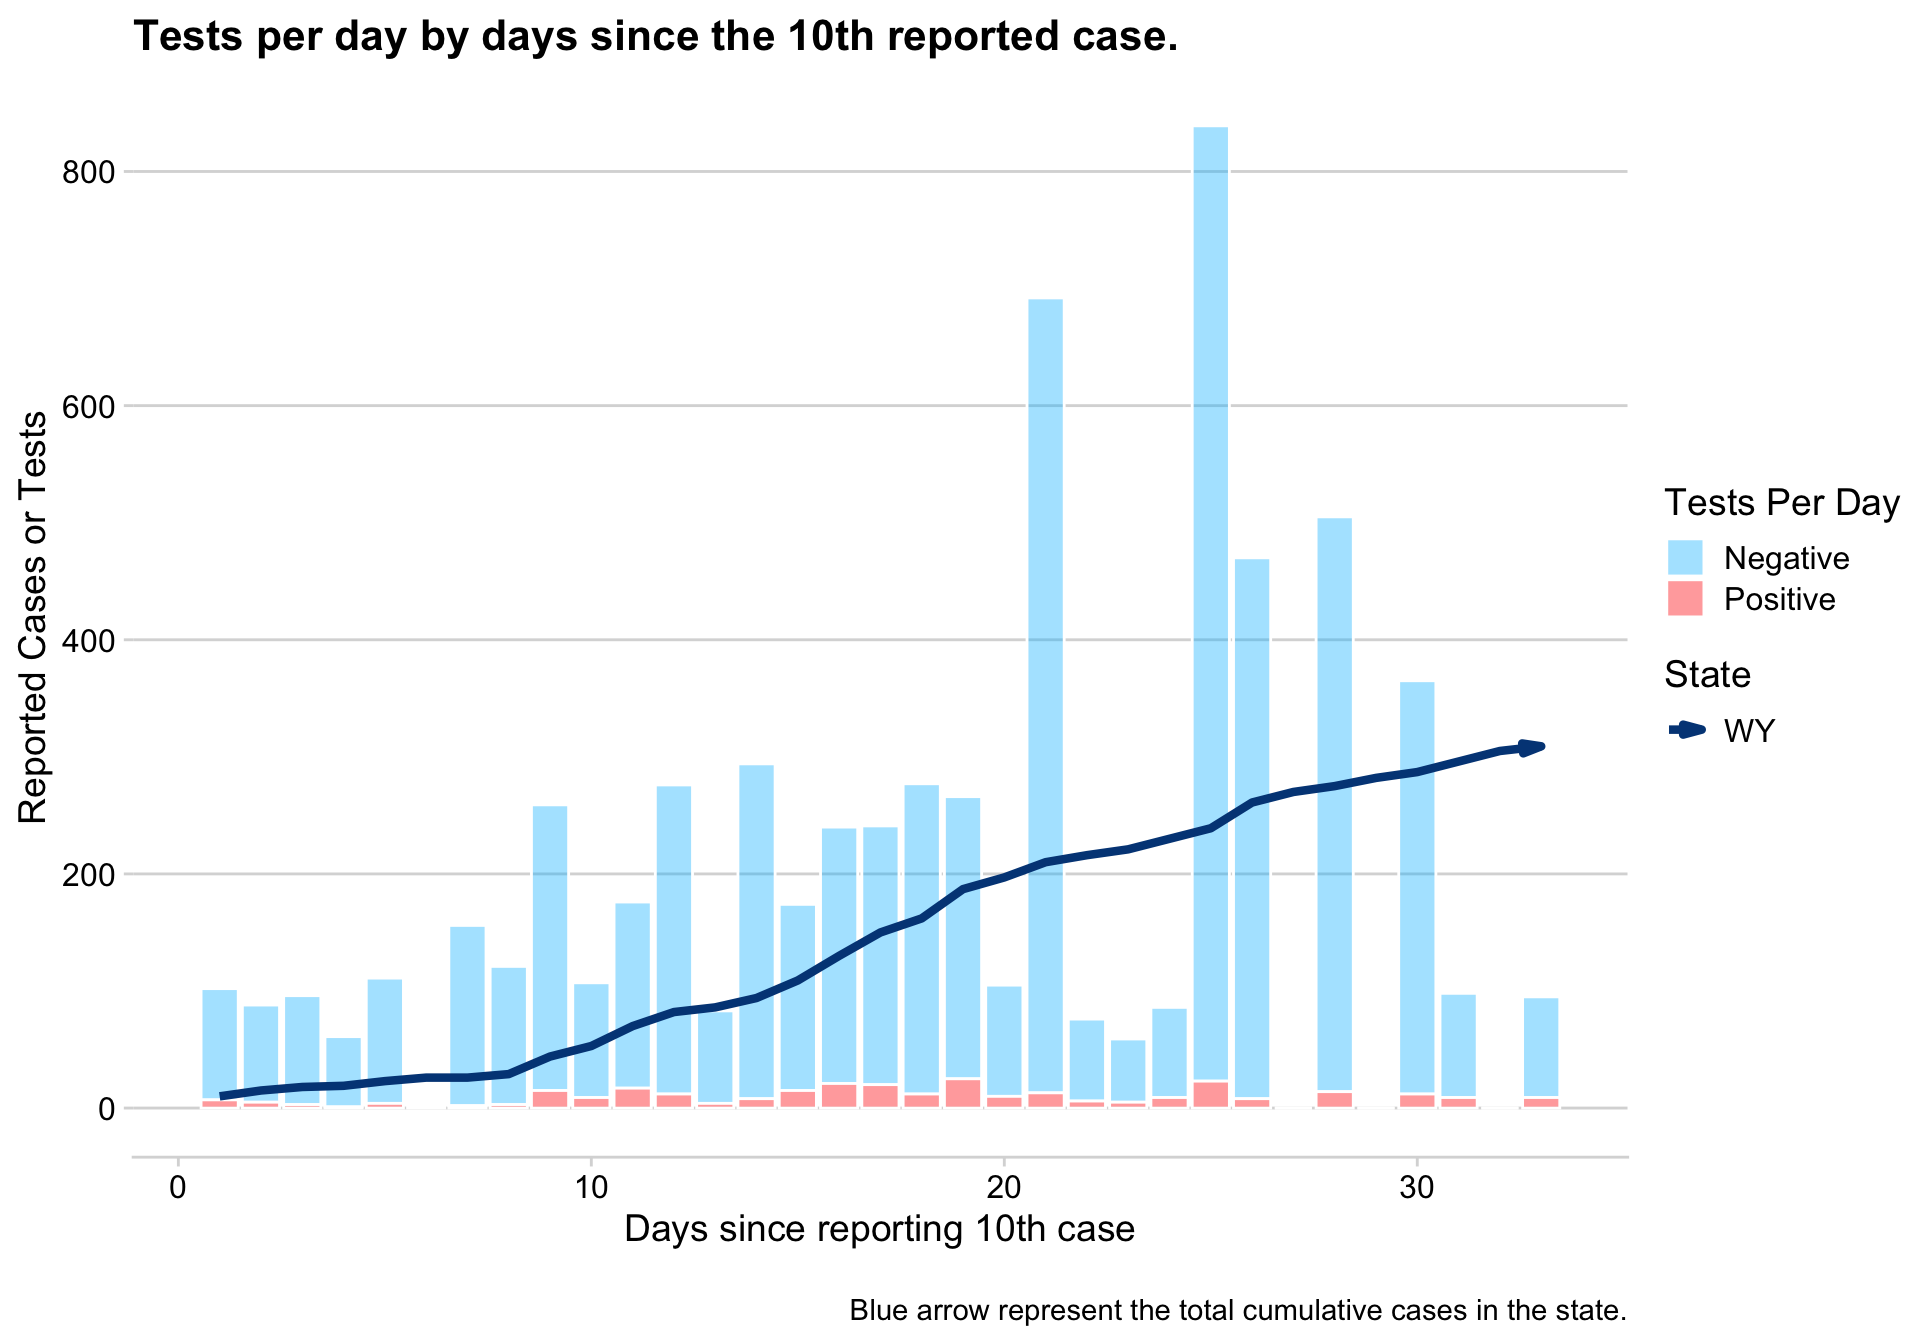 Tests per day by days since the 10th reported case.
800
600
400
200
0
Reported Cases or Tests
0 10 20 30
Days since reporting 10th case
Tests Per Day
Negative
Positive
State
WY
Blue arrow represent the total cumulative cases in the state.